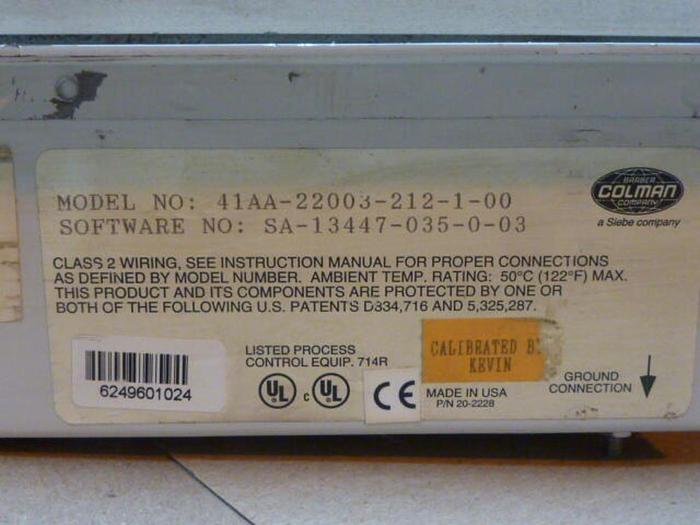 MODEL NO: 41AA-22003-212-1-00
SOFTWARE NO: SA-13447-035-0-03
BARBER
COLMAN
COMPANY
a Siebe company
CLASS 2 WIRING, SEE INSTRUCTION MANUAL FOR PROPER CONNECTIONS
AS DEFINED BY MODEL NUMBER. AMBIENT TEMP. RATING: 50°C (122°F) MAX.
THIS PRODUCT AND ITS COMPONENTS ARE PROTECTED BY ONE OR
BOTH OF THE FOLLOWING U.S. PATENTS D334,716 AND 5,325,287.
6249601024
LISTED PROCESS
CONTROL EQUIP. 714R
UL c UL
CE
CALIBRATED BY
KEVIN
MADE IN USA
P/N 20-2228
GROUND
CONNECTION